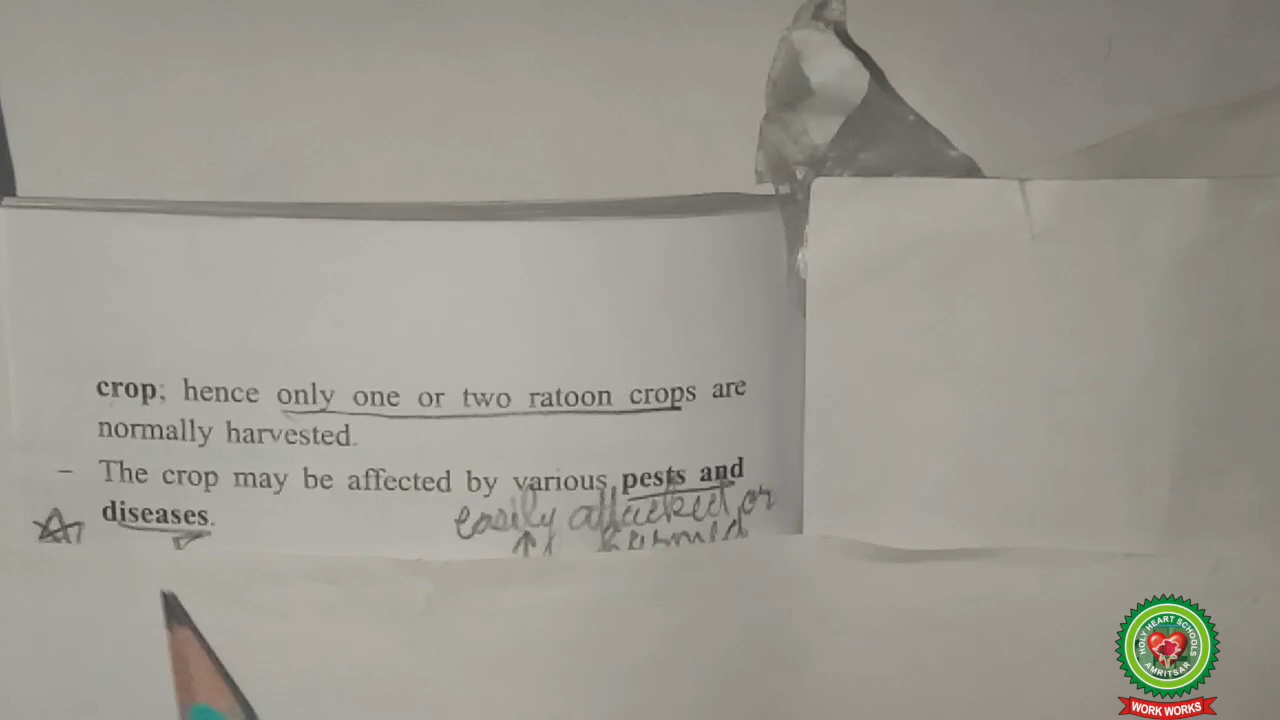 crop; hence only one or two ratoon crops are
normally harvested.
– The crop may be affected by various pests and
diseases.
easily attacked or
HOLY HEART SCHOOLS
AMRITSAR
WORK WORKS